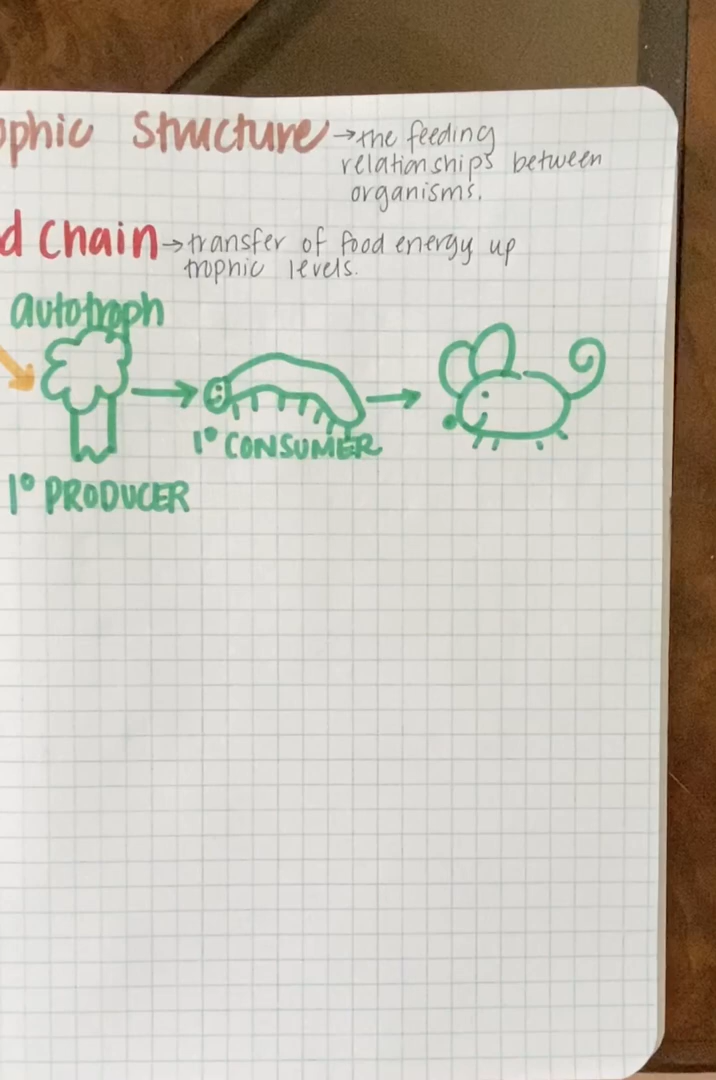 ophic Structure → the feeding
relationships between
organisms.
d Chain → transfer of food energy up
trophic levels.
autotroph
1° CONSUMER
1° PRODUCER